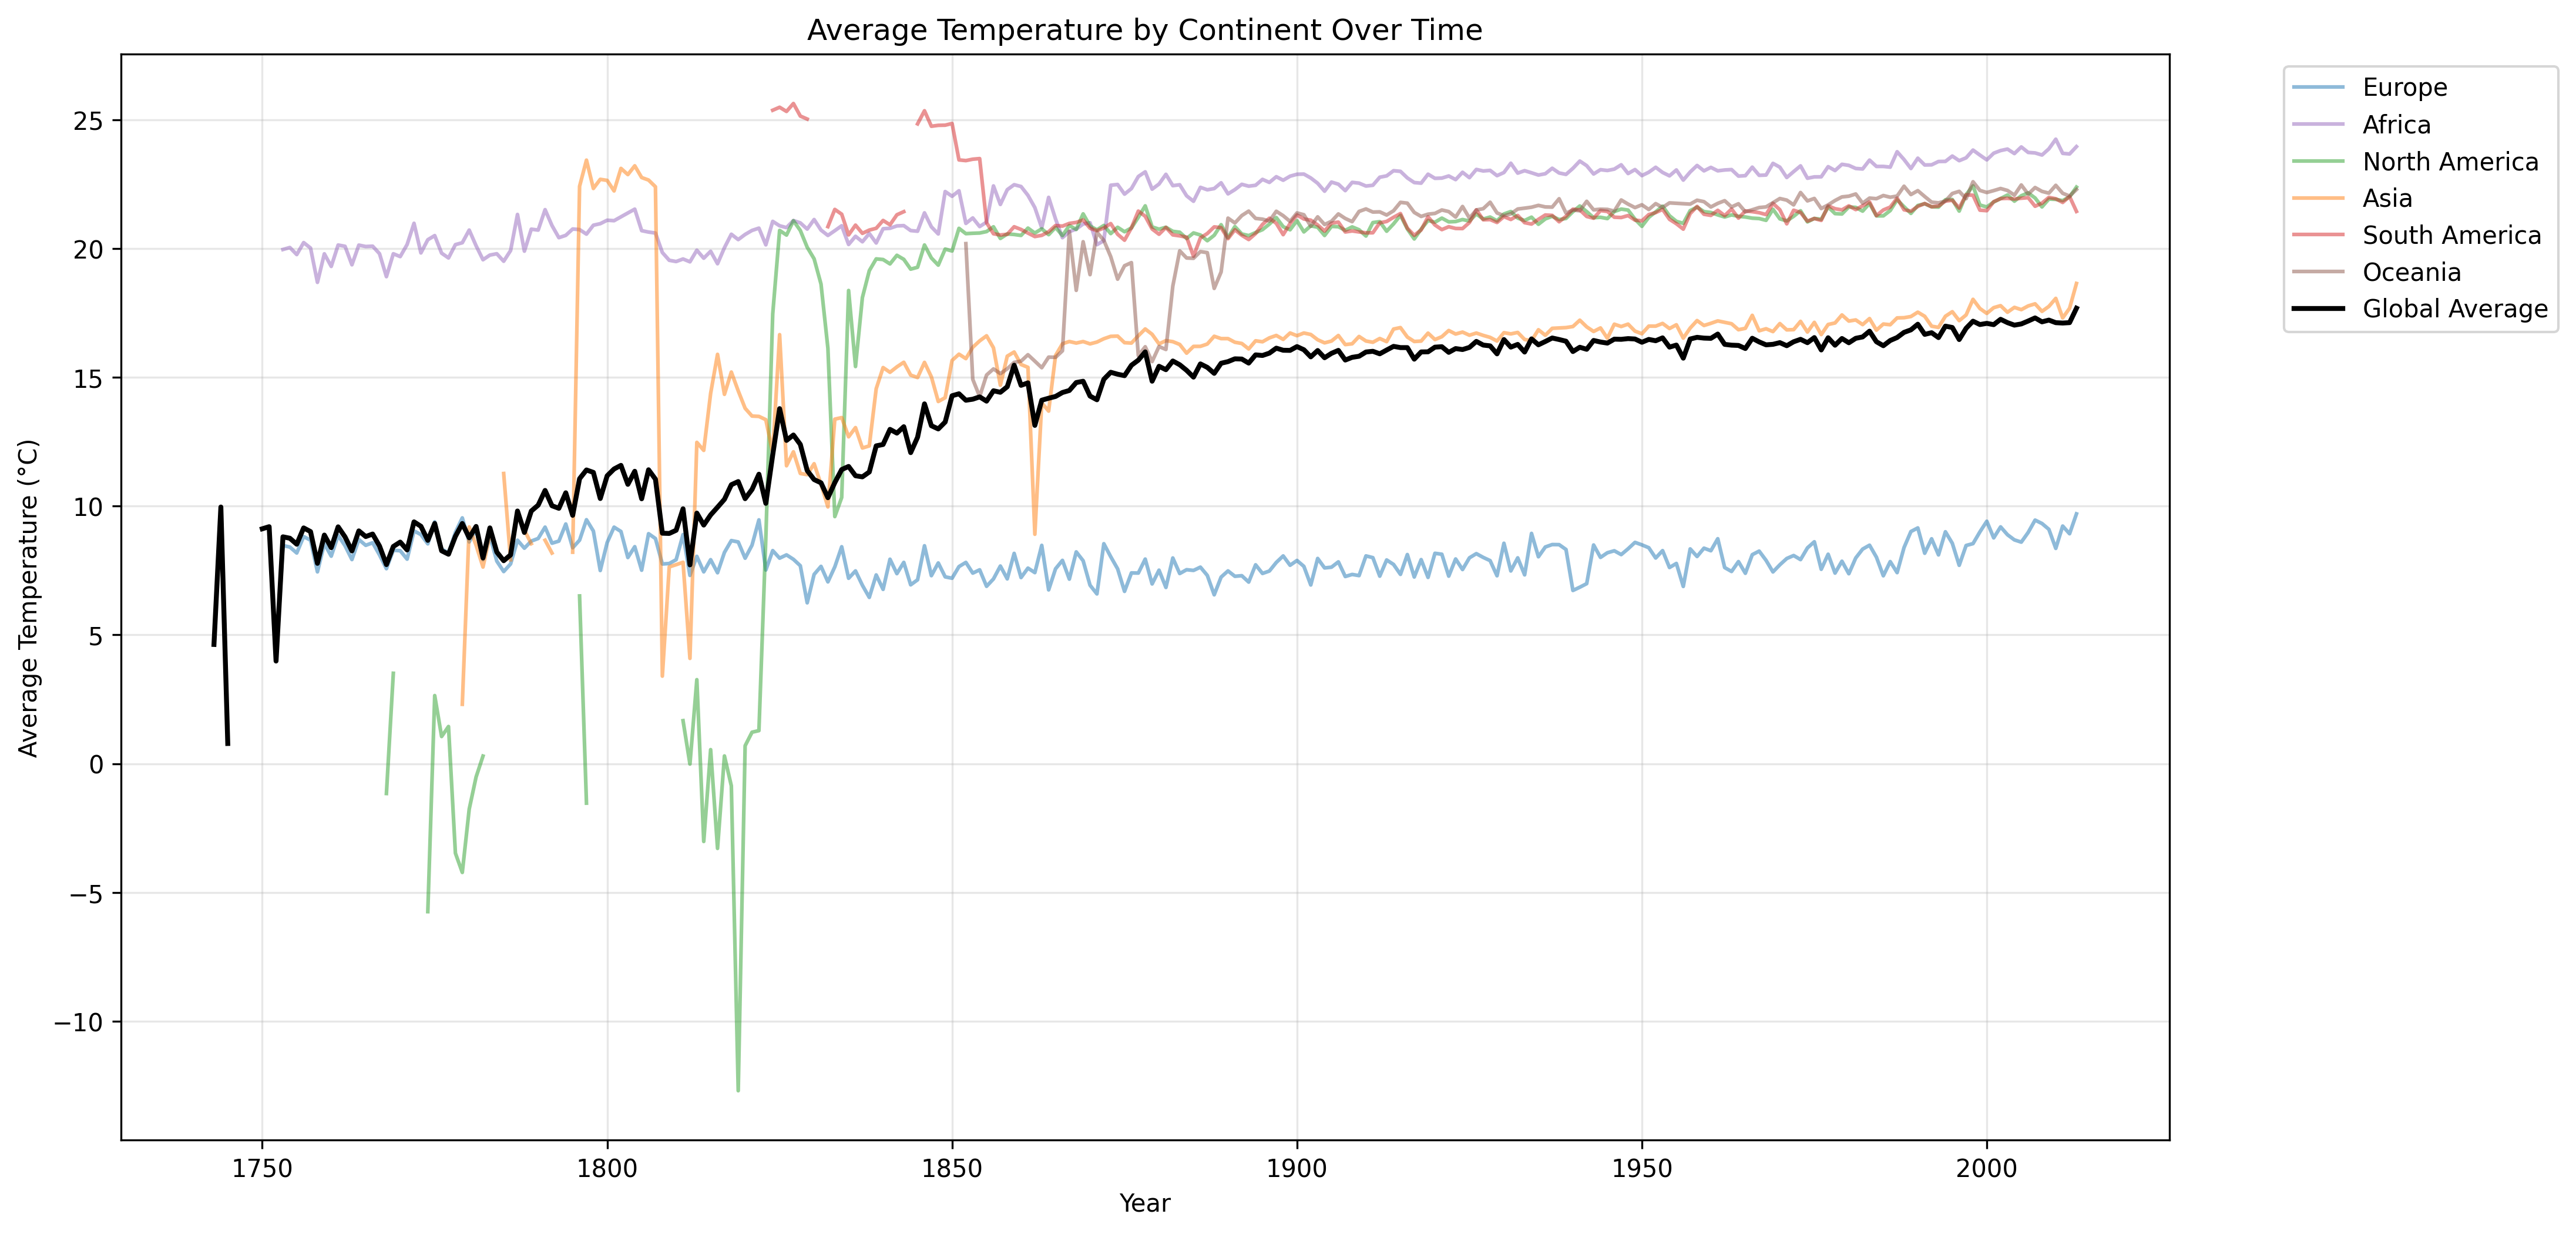 Average Temperature by Continent Over Time
Average Temperature (°C)
25
20
15
10
5
0
−5
−10
1750
1800
1850
1900
1950
2000
Year
Europe
Africa
North America
Asia
South America
Oceania
Global Average